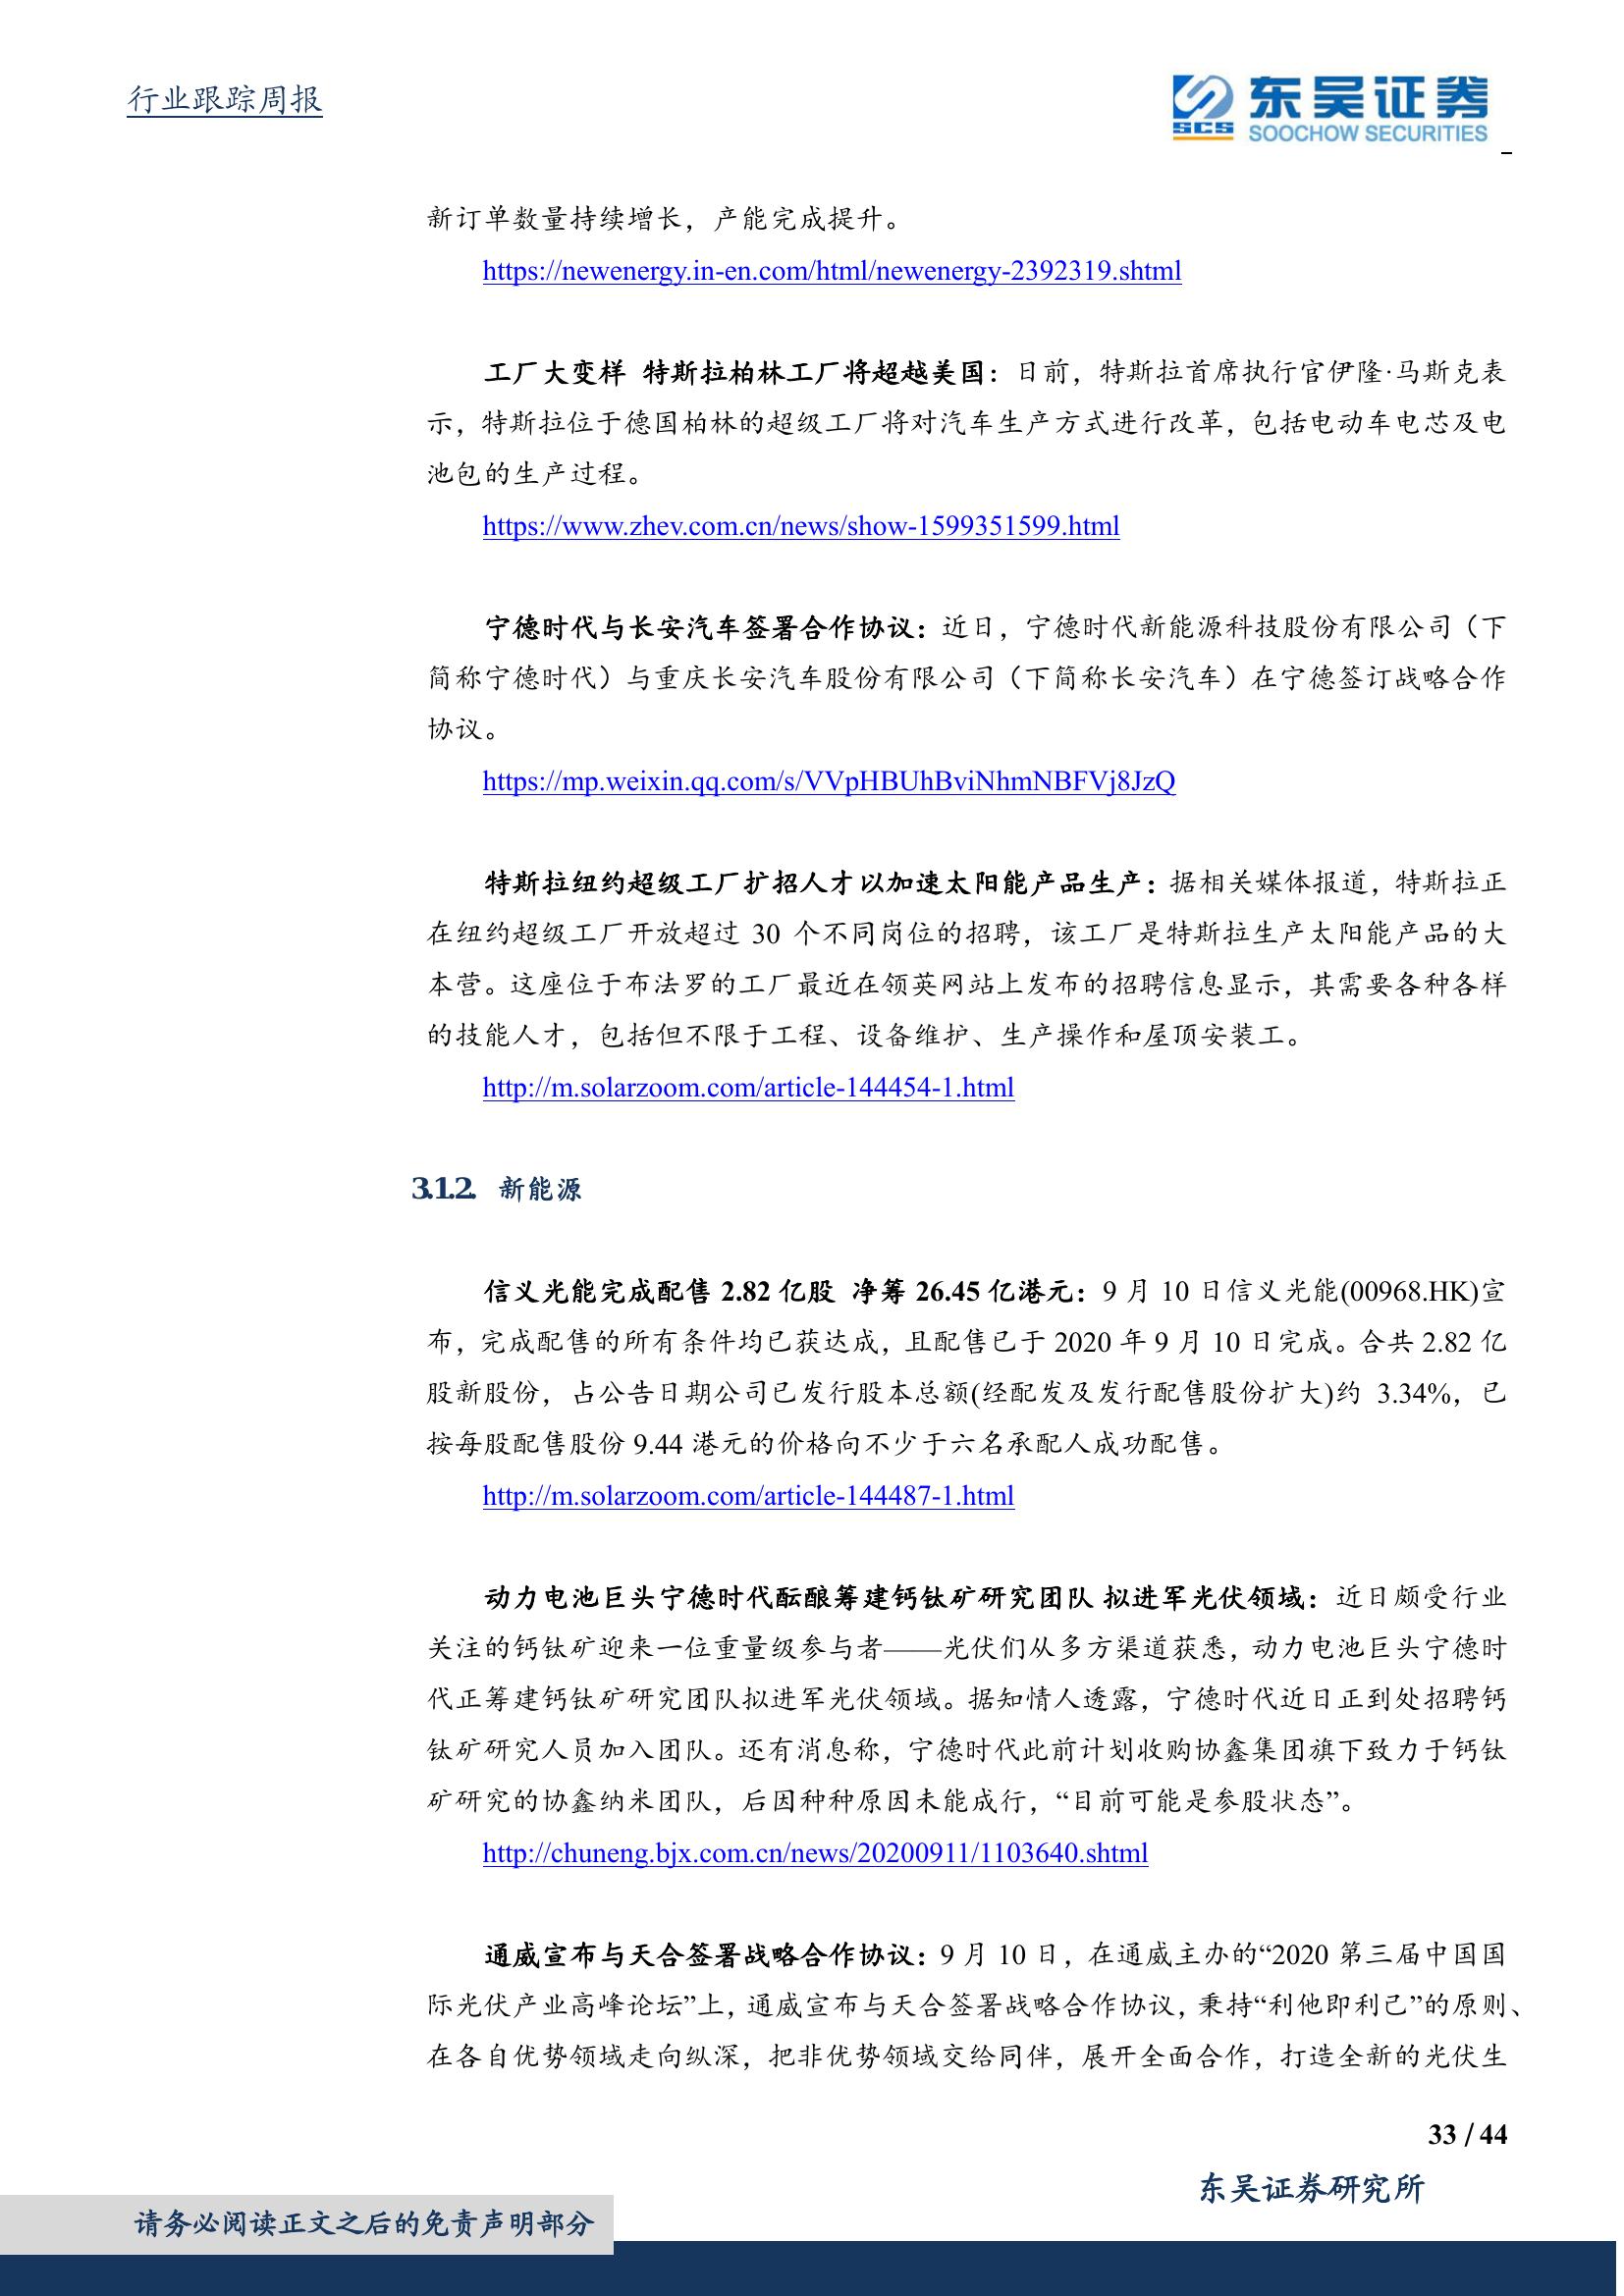 行业跟踪周报
东吴证券
SCS
SOOCHOW SECURITIES
新订单数量持续增长，产能完成提升。
https://newenergy.in-en.com/html/newenergy-2392319.shtml
工厂大变样 特斯拉柏林工厂将超越美国：日前，特斯拉首席执行官伊隆·马斯克表
示，特斯拉位于德国柏林的超级工厂将对汽车生产方式进行改革，包括电动车电芯及电
池包的生产过程。
https://www.zhev.com.cn/news/show-1599351599.html
宁德时代与长安汽车签署合作协议：近日，宁德时代新能源科技股份有限公司（下
简称宁德时代）与重庆长安汽车股份有限公司（下简称长安汽车）在宁德签订战略合作
协议。
https://mp.weixin.qq.com/s/VVpHBUhBviNhmNBFVj8JzQ
特斯拉纽约超级工厂扩招人才以加速太阳能产品生产：据相关媒体报道，特斯拉正
在纽约超级工厂开放超过 30 个不同岗位的招聘，该工厂是特斯拉生产太阳能产品的大
本营。这座位于布法罗的工厂最近在领英网站上发布的招聘信息显示，其需要各种各样
的技能人才，包括但不限于工程、设备维护、生产操作和屋顶安装工。
http://m.solarzoom.com/article-144454-1.html
3.1.2. 新能源
信义光能完成配售 2.82 亿股 净筹 26.45 亿港元：9 月 10 日信义光能(00968.HK)宣
布，完成配售的所有条件均已获达成，且配售已于 2020 年 9 月 10 日完成。合共 2.82 亿
股新股份，占公告日期公司已发行股本总额(经配发及发行配售股份扩大)约 3.34%，已
按每股配售股份 9.44 港元的价格向不少于六名承配人成功配售。
http://m.solarzoom.com/article-144487-1.html
动力电池巨头宁德时代酝酿筹建钙钛矿研究团队 拟进军光伏领域：近日颇受行业
关注的钙钛矿迎来一位重量级参与者——光伏们从多方渠道获悉，动力电池巨头宁德时
代正筹建钙钛矿研究团队拟进军光伏领域。据知情人透露，宁德时代近日正到处招聘钙
钛矿研究人员加入团队。还有消息称，宁德时代此前计划收购协鑫集团旗下致力于钙钛
矿研究的协鑫纳米团队，后因种种原因未能成行，“目前可能是参股状态”。
http://chuneng.bjx.com.cn/news/20200911/1103640.shtml
通威宣布与天合签署战略合作协议：9 月 10 日，在通威主办的“2020 第三届中国国
际光伏产业高峰论坛”上，通威宣布与天合签署战略合作协议，秉持“利他即利己”的原则、
在各自优势领域走向纵深，把非优势领域交给同伴，展开全面合作，打造全新的光伏生
33 / 44
东吴证券研究所
请务必阅读正文之后的免责声明部分